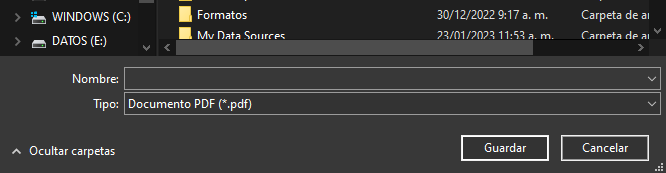 WINDOWS (C:)
DATOS (E:)
Formatos 30/12/2022 9:17 a. m. Carpeta de ar
My Data Sources 23/01/2023 11:53 a. m. Carpeta de ar
Nombre:
Tipo: Documento PDF (*.pdf)
Ocultar carpetas Guardar Cancelar